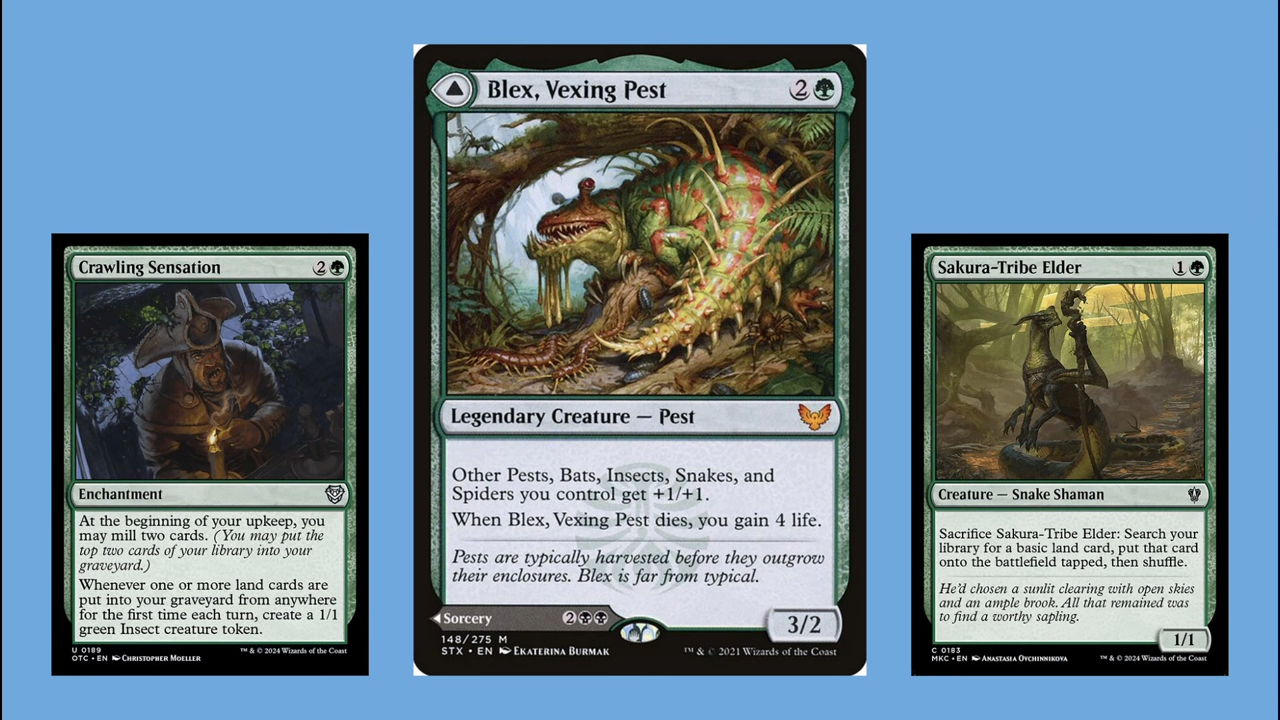 Crawling Sensation 2
Enchantment
At the beginning of your upkeep, you
may mill two cards. (You may put the
top two cards of your library into your
graveyard.)
Whenever one or more land cards are
put into your graveyard from anywhere
for the first time each turn, create a 1/1
green Insect creature token.
U 0189
OTC • EN Christopher Moeller ™ & © 2024 Wizards of the Coast
Blex, Vexing Pest 2
Legendary Creature — Pest
Other Pests, Bats, Insects, Snakes, and
Spiders you control get +1/+1.
When Blex, Vexing Pest dies, you gain 4 life.
Pests are typically harvested before they outgrow
their enclosures. Blex is far from typical.
Sorcery 2
3/2
148/275 M
STX • EN Ekaterina Burmak ™ & © 2021 Wizards of the Coast
Sakura-Tribe Elder 1
Creature — Snake Shaman
Sacrifice Sakura-Tribe Elder: Search your
library for a basic land card, put that card
onto the battlefield tapped, then shuffle.
He'd chosen a sunlit clearing with open skies
and an ample brook. All that remained was
to find a worthy sapling.
1/1
C 0183
MKC • EN Anastasia Ovchinnikova ™ & © 2024 Wizards of the Coast